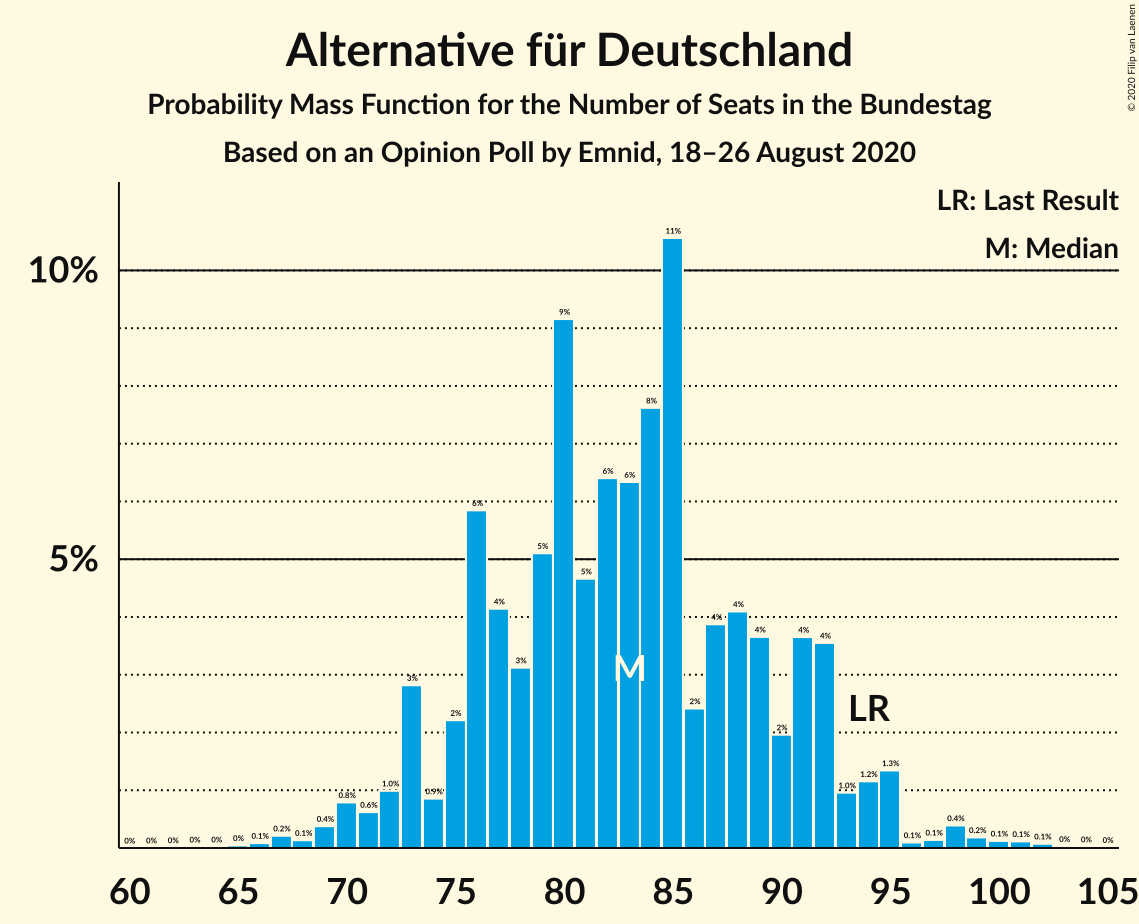 Alternative für Deutschland
Probability Mass Function for the Number of Seats in the Bundestag
Based on an Opinion Poll by Emnid, 18–26 August 2020
© 2020 Filip van Laenen
LR: Last Result
M: Median
10%
5%
0% 0% 0% 0% 0% 0% 0.1% 0.2% 0.1% 0.4% 0.8% 0.6% 1.0% 3% 0.9% 2% 6% 4% 3% 5% 9% 5% 6% 6% 8% 11% 2% 4% 4% 4% 2% 4% 4% 1.0% 1.2% 1.3% 0.1% 0.1% 0.4% 0.2% 0.1% 0.1% 0.1% 0% 0% 0%
M
LR
60 65 70 75 80 85 90 95 100 105